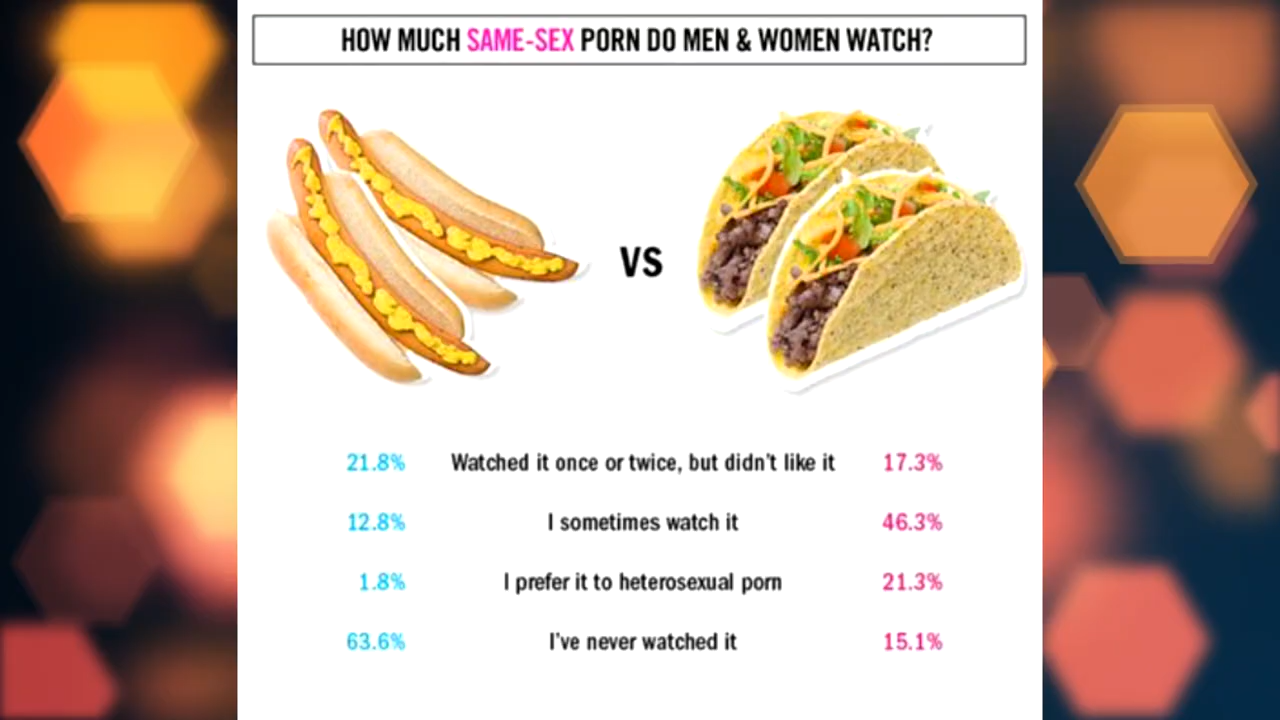 HOW MUCH SAME-SEX PORN DO MEN & WOMEN WATCH?
VS
21.8% Watched it once or twice, but didn't like it 17.3%
12.8% I sometimes watch it 46.3%
1.8% I prefer it to heterosexual porn 21.3%
63.6% I've never watched it 15.1%